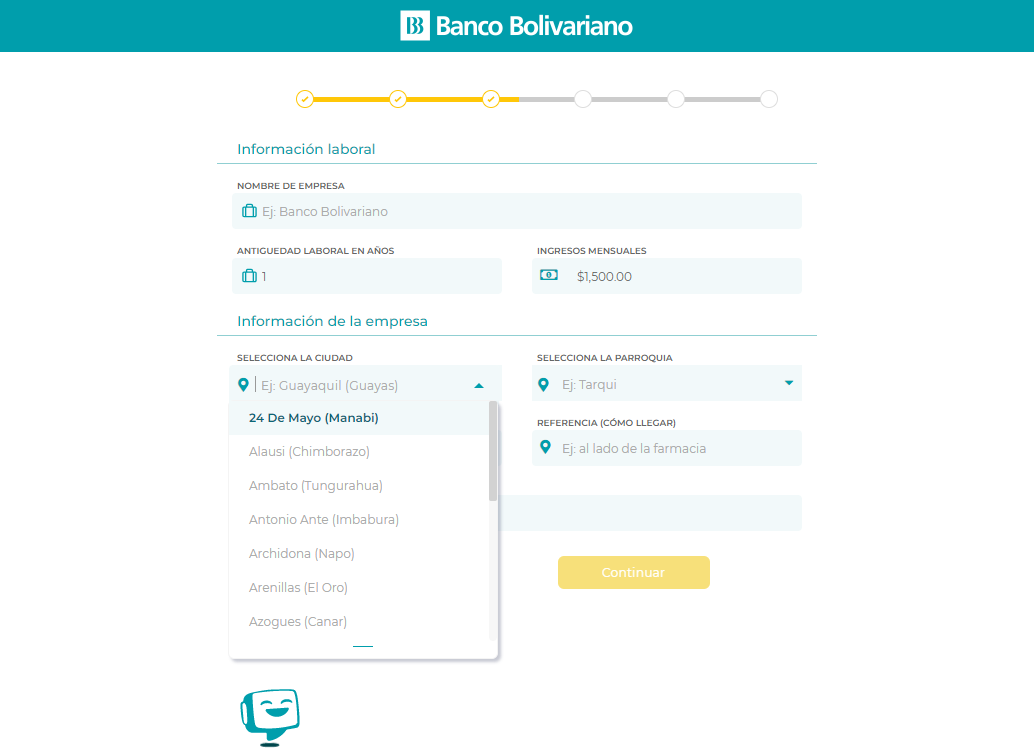 Banco Bolivariano
Información laboral
NOMBRE DE EMPRESA
Ej: Banco Bolivariano
ANTIGUEDAD LABORAL EN AÑOS
INGRESOS MENSUALES
1
$1,500.00
Información de la empresa
SELECCIONA LA CIUDAD
SELECCIONA LA PARROQUIA
Ej: Guayaquil (Guayas)
Ej: Tarqui
24 De Mayo (Manabi)
REFERENCIA (CÓMO LLEGAR)
Alausi (Chimborazo)
Ej: al lado de la farmacia
Ambato (Tungurahua)
Antonio Ante (Imbabura)
Archidona (Napo)
Arenillas (El Oro)
Azogues (Canar)
Continuar